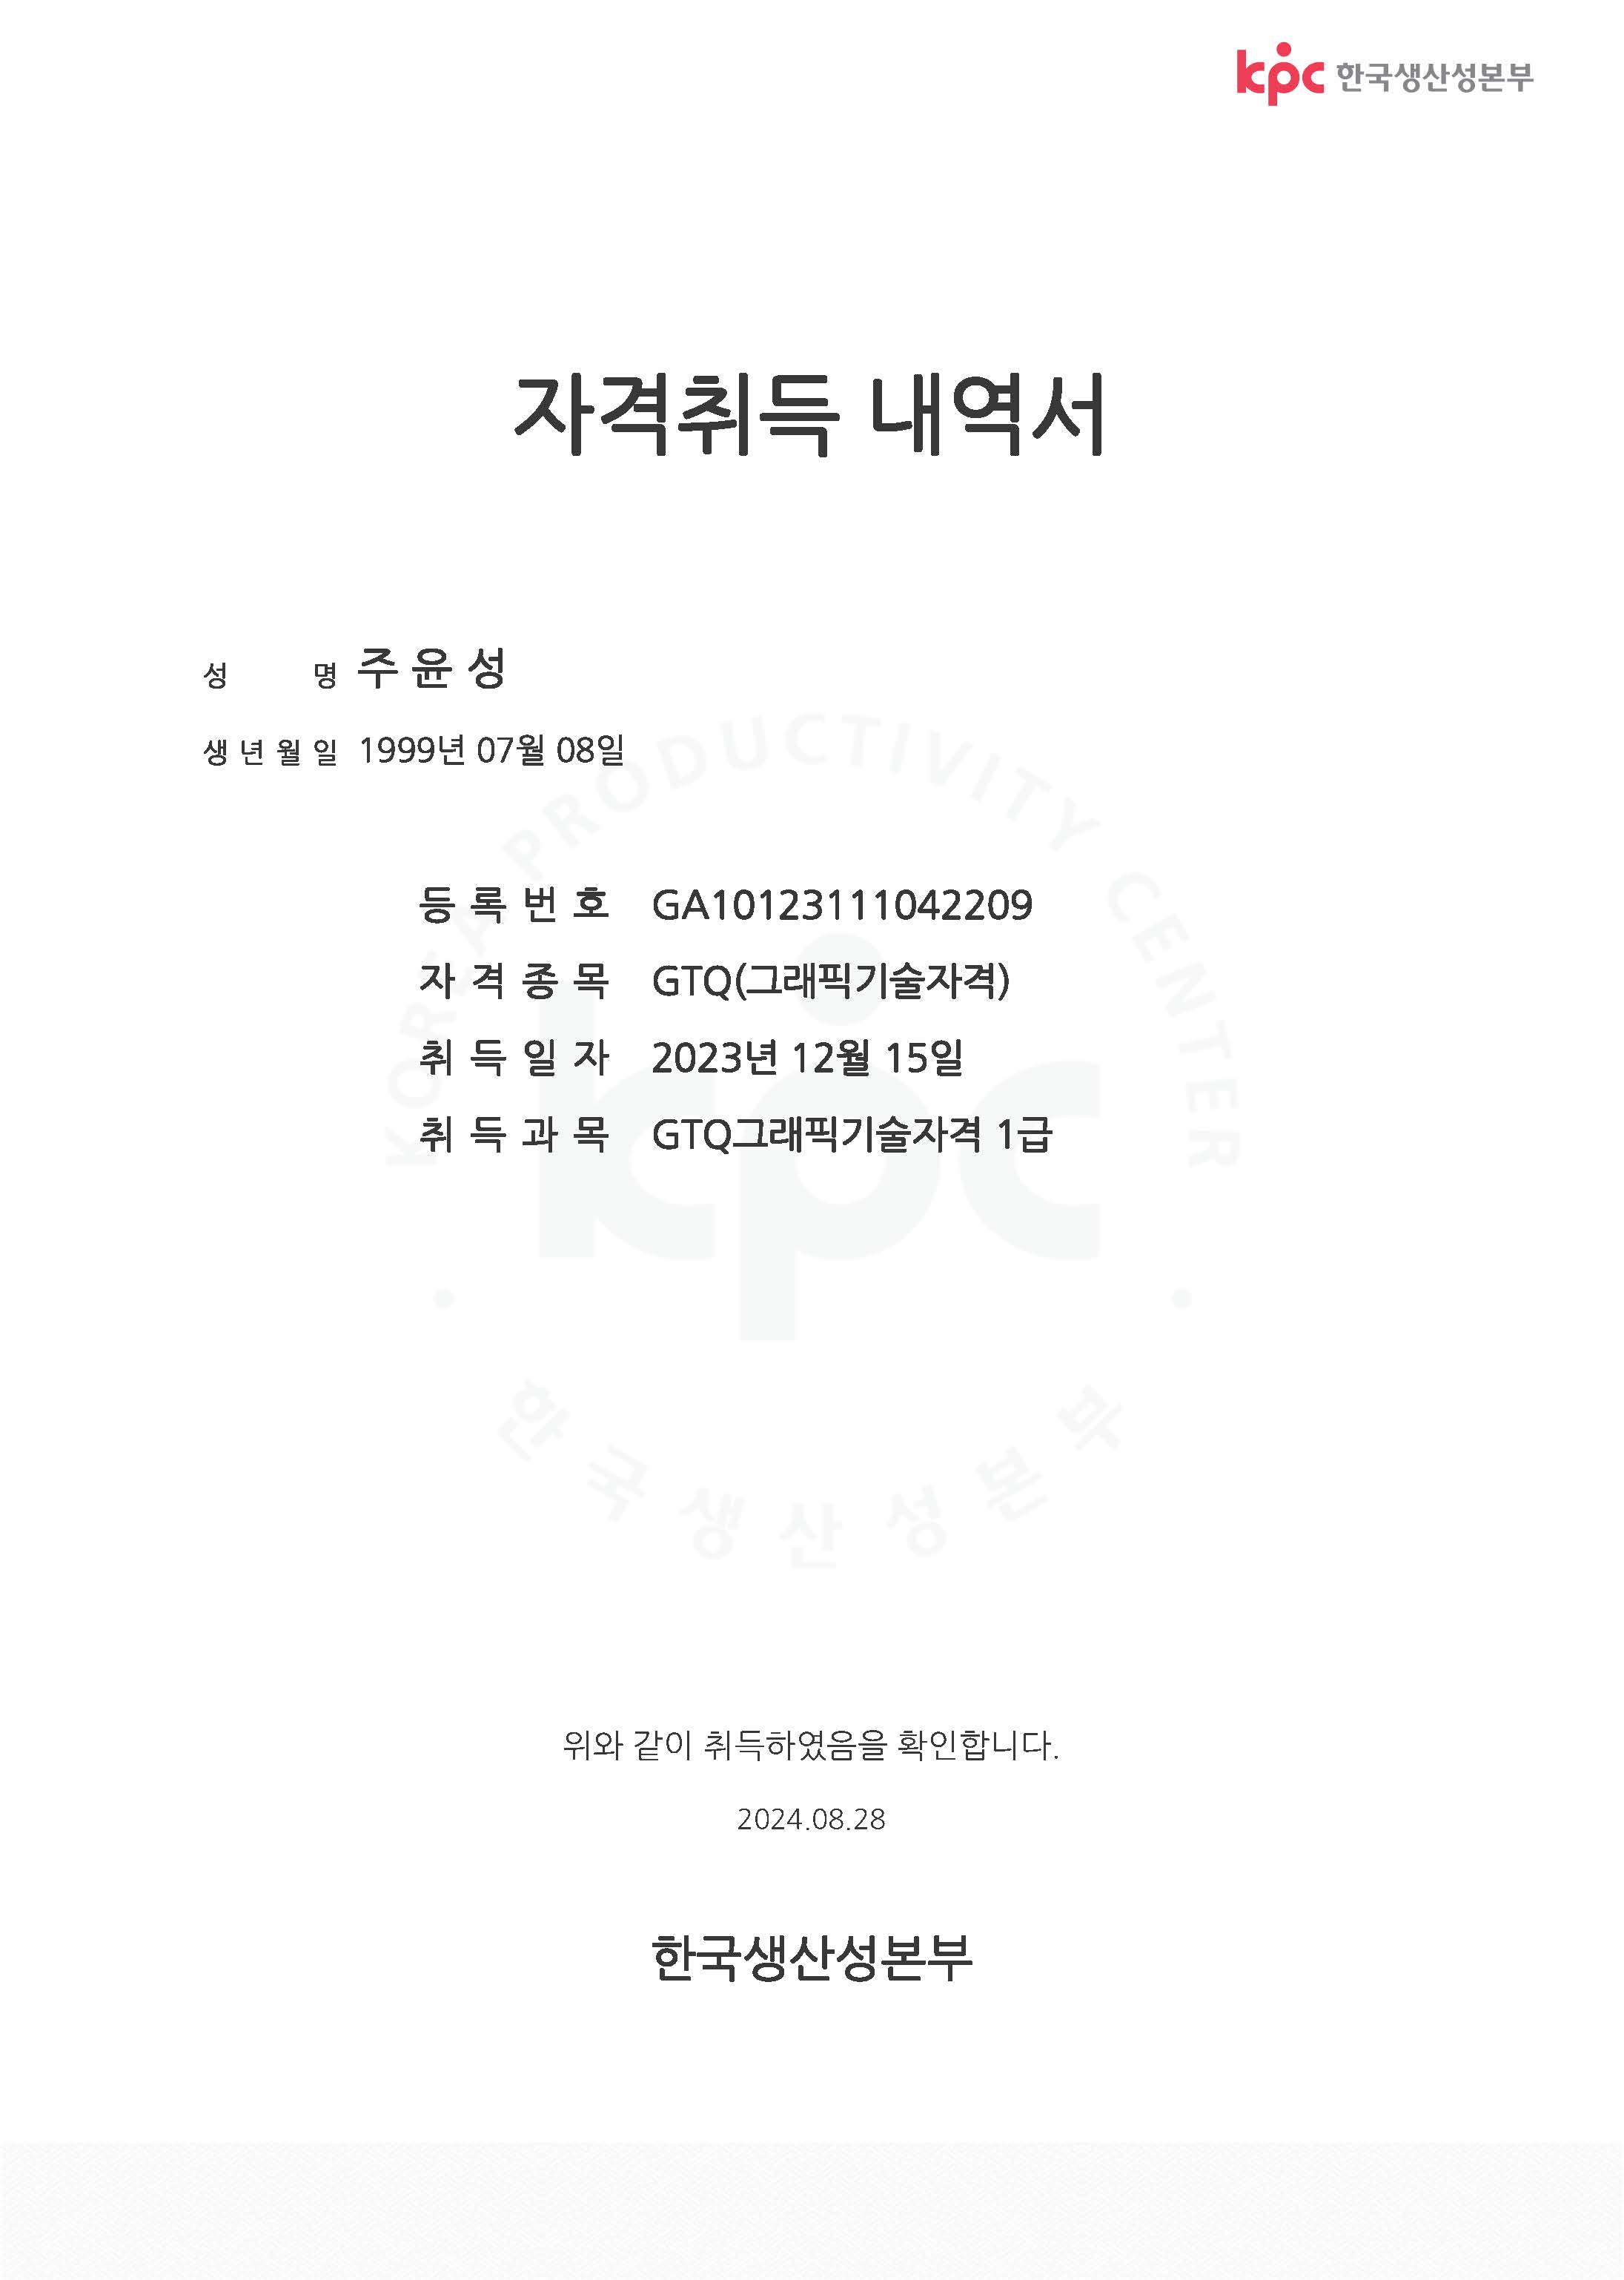 kpc 한국생산성본부
자격취득 내역서
성 명 주 윤 성
생 년 월 일 1999년 07월 08일
등 록 번 호 GA10123111042209
자 격 종 목 GTQ(그래픽기술자격)
취 득 일 자 2023년 12월 15일
취 득 과 목 GTQ그래픽기술자격 1급
KOREA PRODUCTIVITY CENTER
kpc
한국생산성본부
위와 같이 취득하였음을 확인합니다.
2024.08.28
한국생산성본부